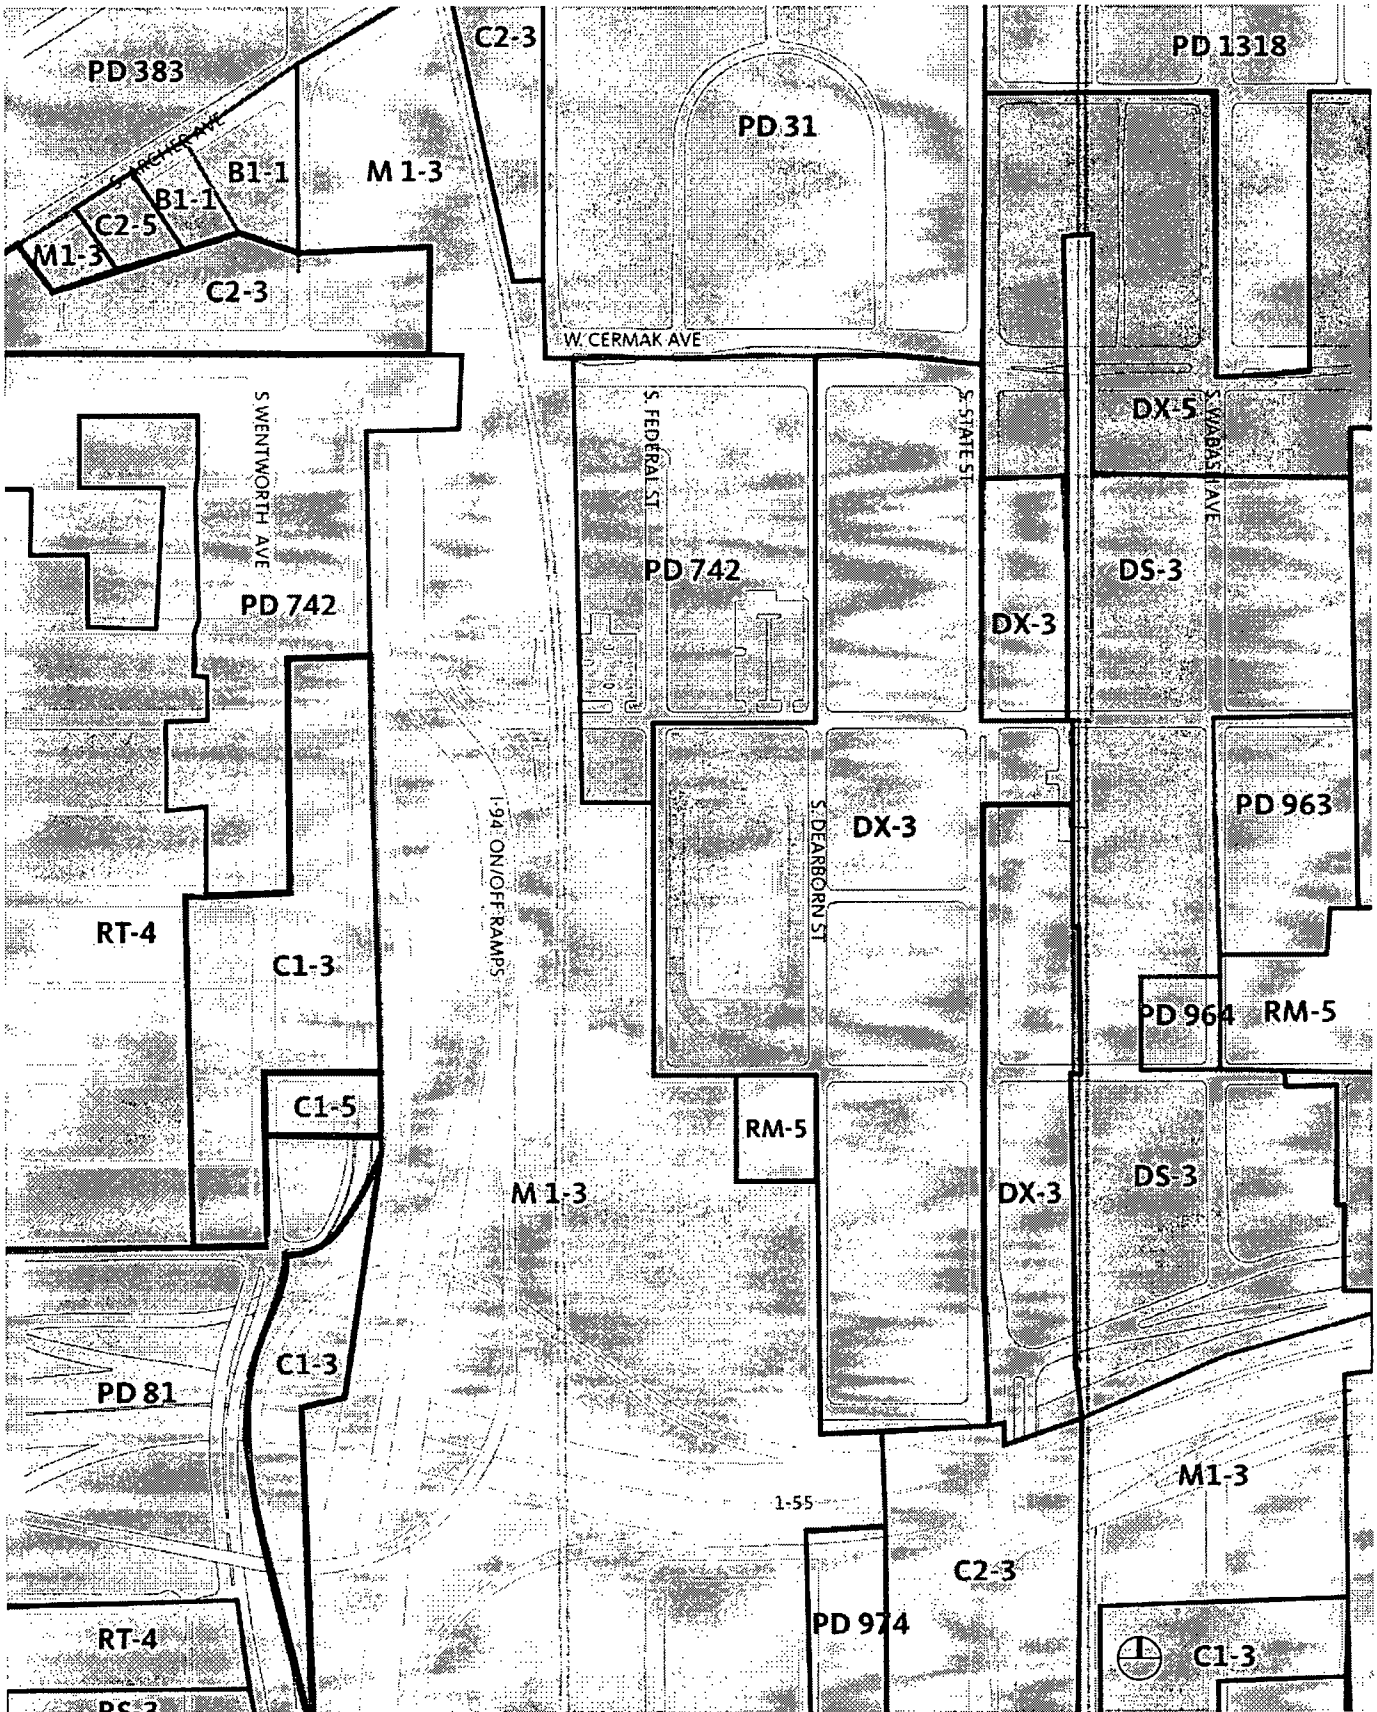 C2-3
PD 1318
PD 383
PD 31
S. ARCHER AVE
B1-1
M 1-3
B1-1
C2-5
M1-3
C2-3
W. CERMAK AVE
S WENTWORTH AVE
S. FEDERAL ST
S. STATE ST
DX-5
S. WABASH AVE
PD 742
DS-3
PD 742
DX-3
I-94 ON/OFF RAMPS
S. DEARBORN ST
DX-3
PD 963
RT-4
C1-3
PD 964
RM-5
C1-5
RM-5
M 1-3
DX-3
DS-3
C1-3
PD 81
M1-3
1-55
C2-3
PD 974
RT-4
C1-3
RS-3